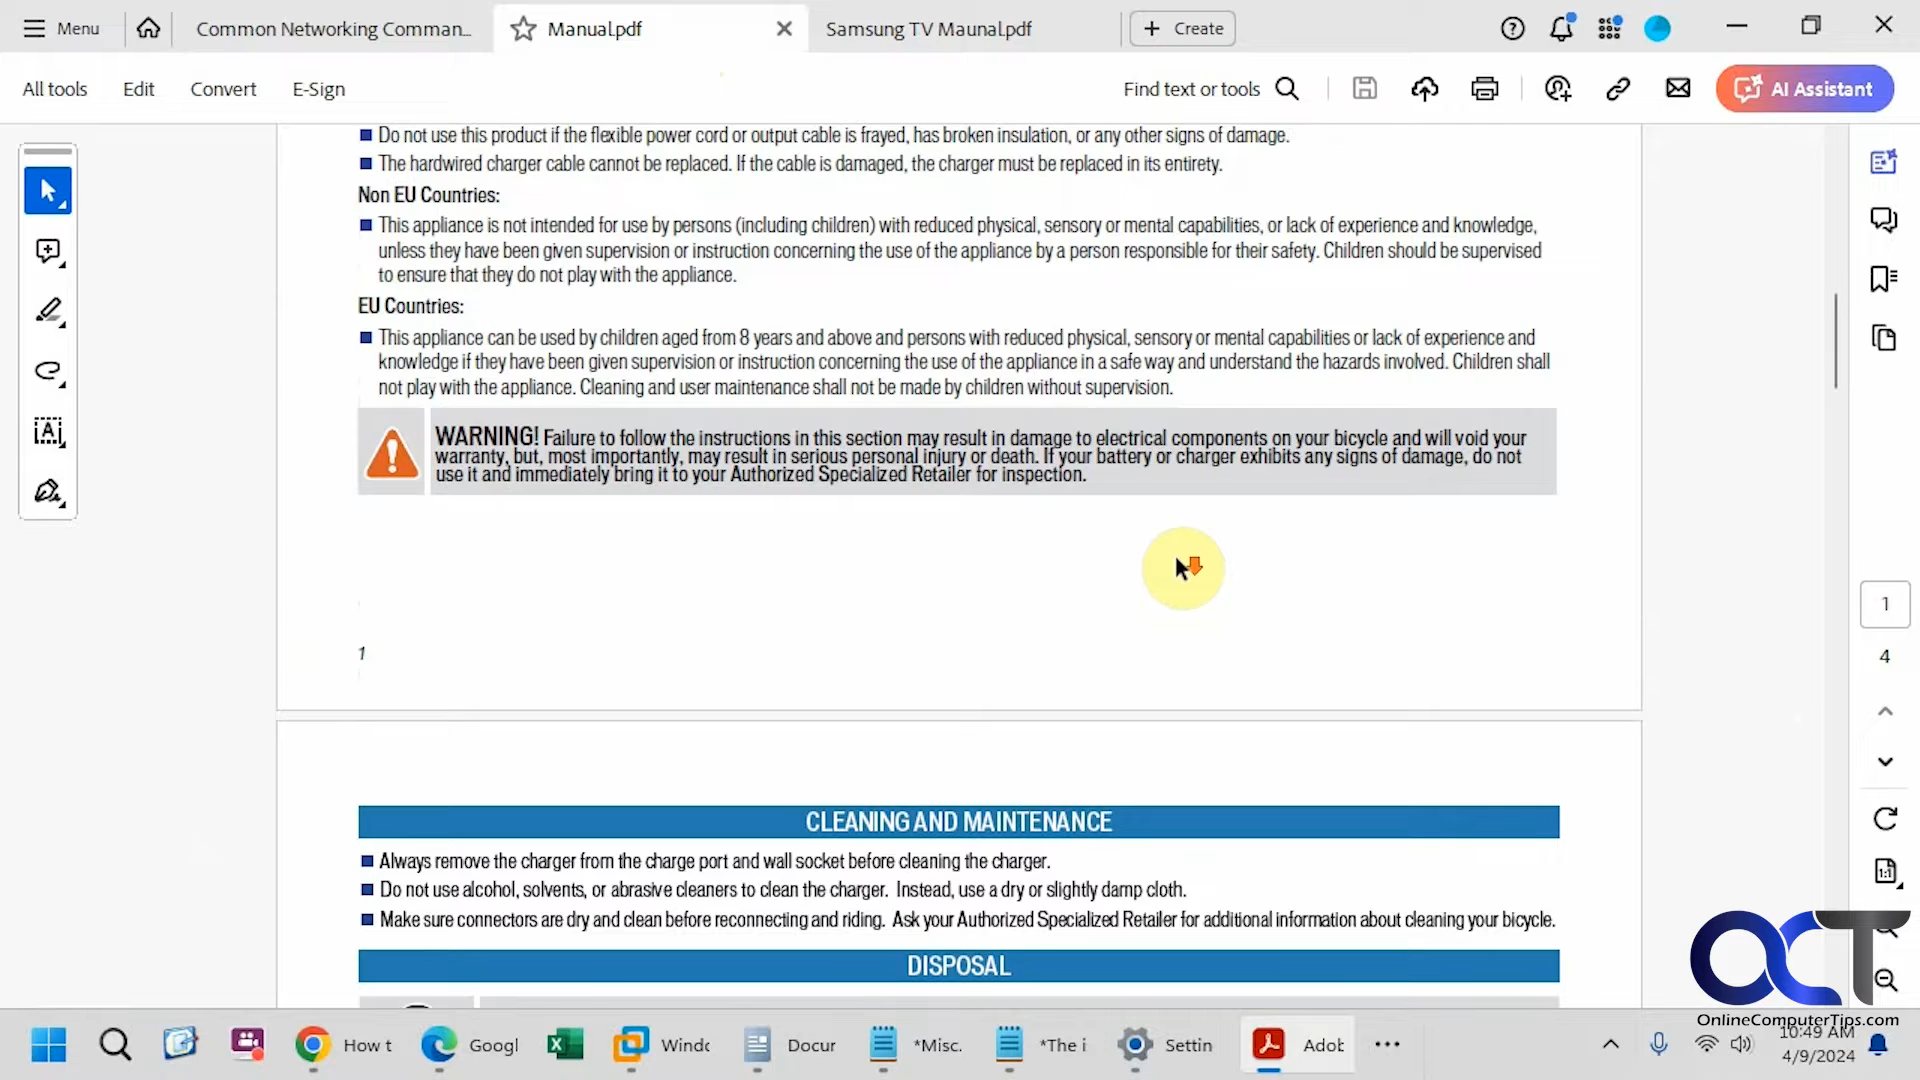 Menu
Common Networking Comman...
Manual.pdf
Samsung TV Maunal.pdf
Create
All tools
Edit
Convert
E-Sign
Find text or tools
AI Assistant
Do not use this product if the flexible power cord or output cable is frayed, has broken insulation, or any other signs of damage.
The hardwired charger cable cannot be replaced. If the cable is damaged, the charger must be replaced in its entirety.
Non EU Countries:
This appliance is not intended for use by persons (including children) with reduced physical, sensory or mental capabilities, or lack of experience and knowledge,
unless they have been given supervision or instruction concerning the use of the appliance by a person responsible for their safety. Children should be supervised
to ensure that they do not play with the appliance.
EU Countries:
This appliance can be used by children aged from 8 years and above and persons with reduced physical, sensory or mental capabilities or lack of experience and
knowledge if they have been given supervision or instruction concerning the use of the appliance in a safe way and understand the hazards involved. Children shall
not play with the appliance. Cleaning and user maintenance shall not be made by children without supervision.
WARNING! Failure to follow the instructions in this section may result in damage to electrical components on your bicycle and will void your
warranty, but, most importantly, may result in serious personal injury or death. If your battery or charger exhibits any signs of damage, do not
use it and immediately bring it to your Authorized Specialized Retailer for inspection.
1
1
4
CLEANING AND MAINTENANCE
Always remove the charger from the charge port and wall socket before cleaning the charger.
Do not use alcohol, solvents, or abrasive cleaners to clean the charger. Instead, use a dry or slightly damp cloth.
Make sure connectors are dry and clean before reconnecting and riding. Ask your Authorized Specialized Retailer for additional information about cleaning your bicycle.
DISPOSAL
1:1
OCT
OnlineComputerTips.com
How t
Googl
Windo
Docur
*Misc.
*The i
Settin
Adob
10:49 AM
4/9/2024